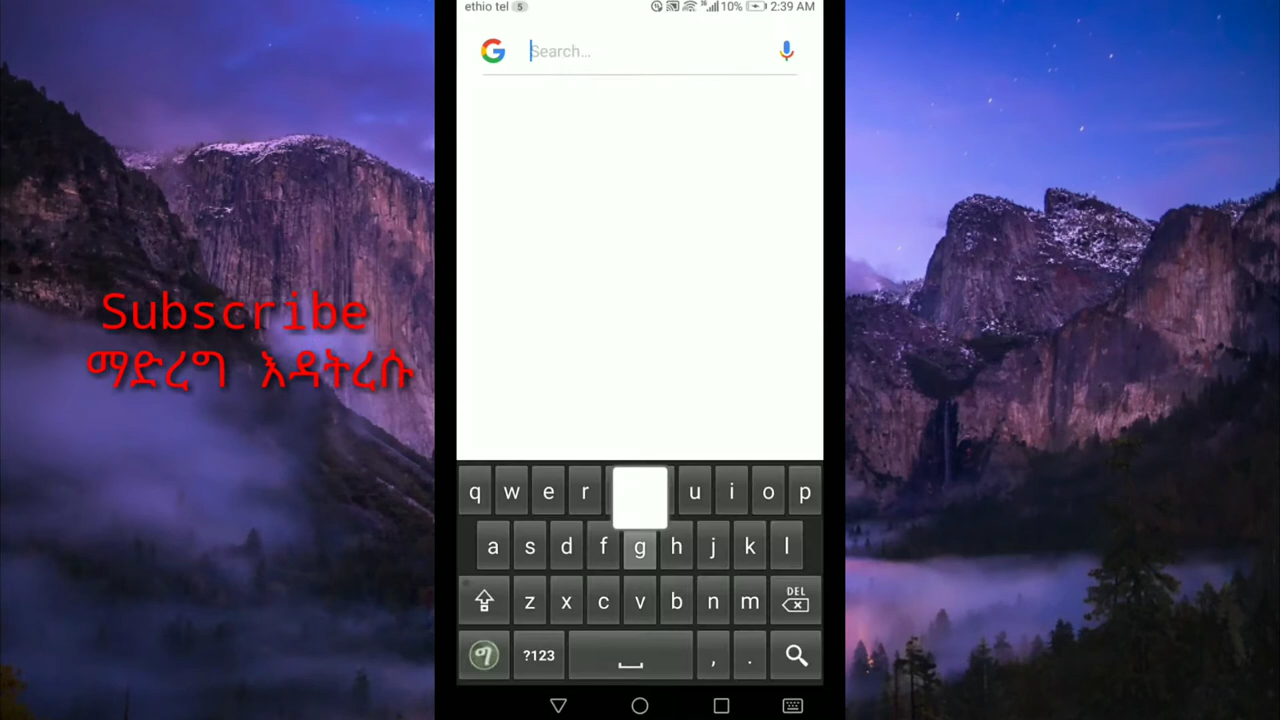 ethio tel 5 10% 2:39 AM
G Search...
Subscribe
ማድረግ እዳትረሱ
q w e r u i o p
a s d f g h j k l
z x c v b n m DEL
ግ ?123 , .